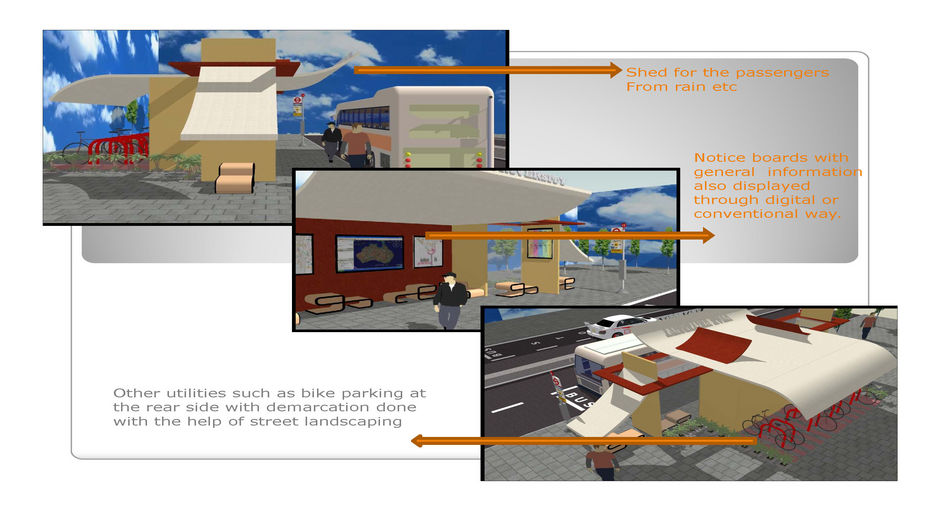 Shed for the passengers
From rain etc
Notice boards with
general  information
also displayed
through digital or
conventional way.
Other utilities such as bike parking at
the rear side with demarcation done
with the help of street landscaping
BUS